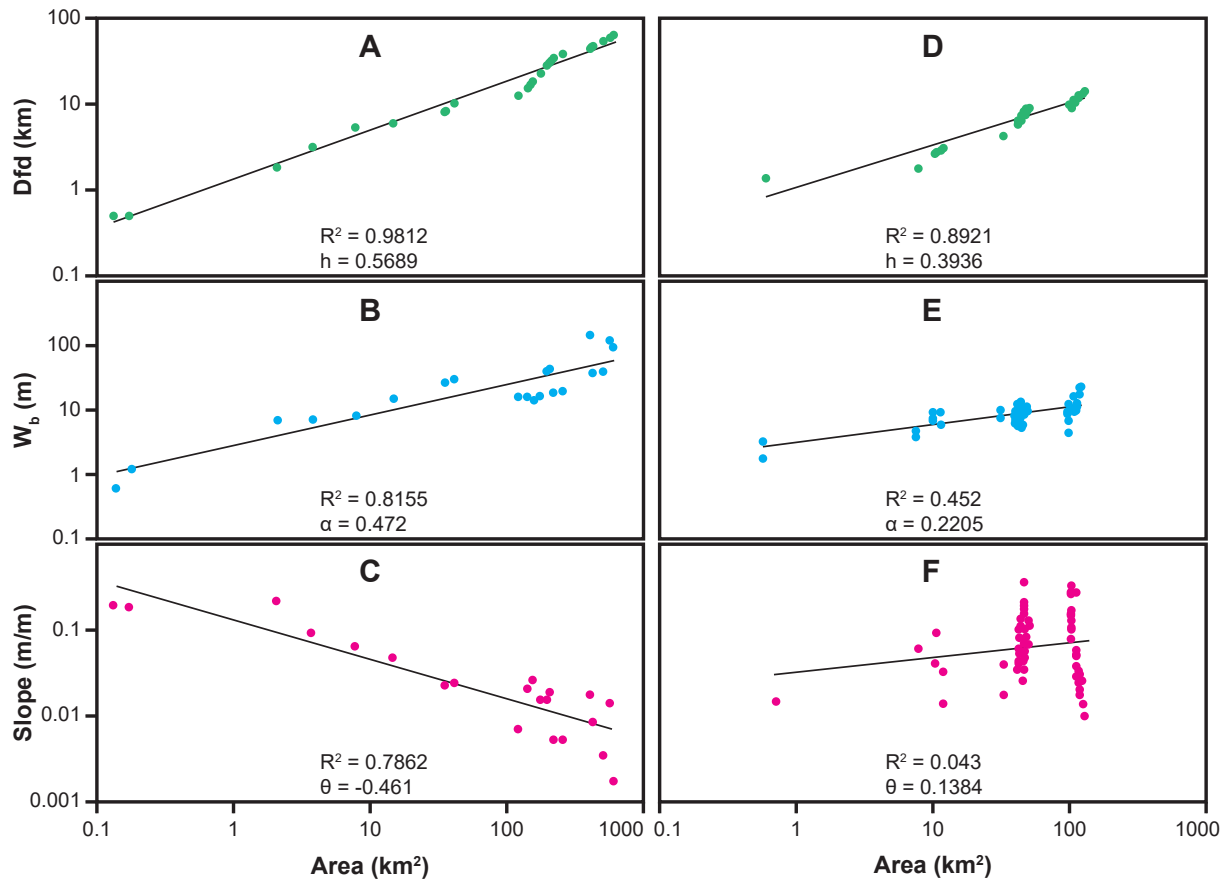 100
A
D
10
Dfd (km)
1
R² = 0.9812
h = 0.5689
R² = 0.8921
h = 0.3936
0.1
B
E
100
10
W_b (m)
1
R² = 0.8155
α = 0.472
R² = 0.452
α = 0.2205
0.1
C
F
0.1
Slope (m/m)
0.01
R² = 0.7862
θ = -0.461
R² = 0.043
θ = 0.1384
0.001
0.1 1 10 100 1000
1 10 100 1000
Area (km²)
Area (km²)